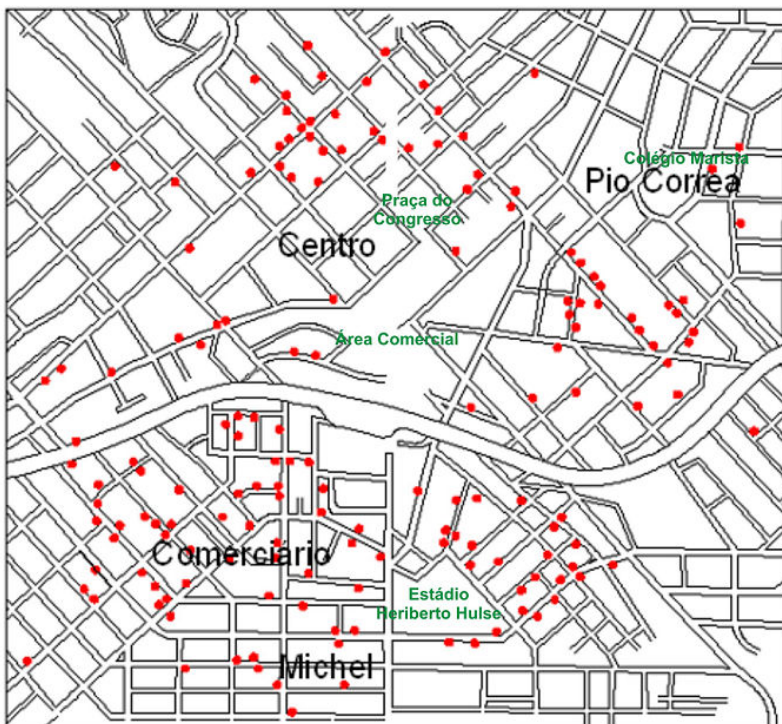 Colégio Marista
Pio Correa
Praça do
Congresso
Centro
Área Comercial
Comerciário
Estádio
Heriberto Hulse
Michel